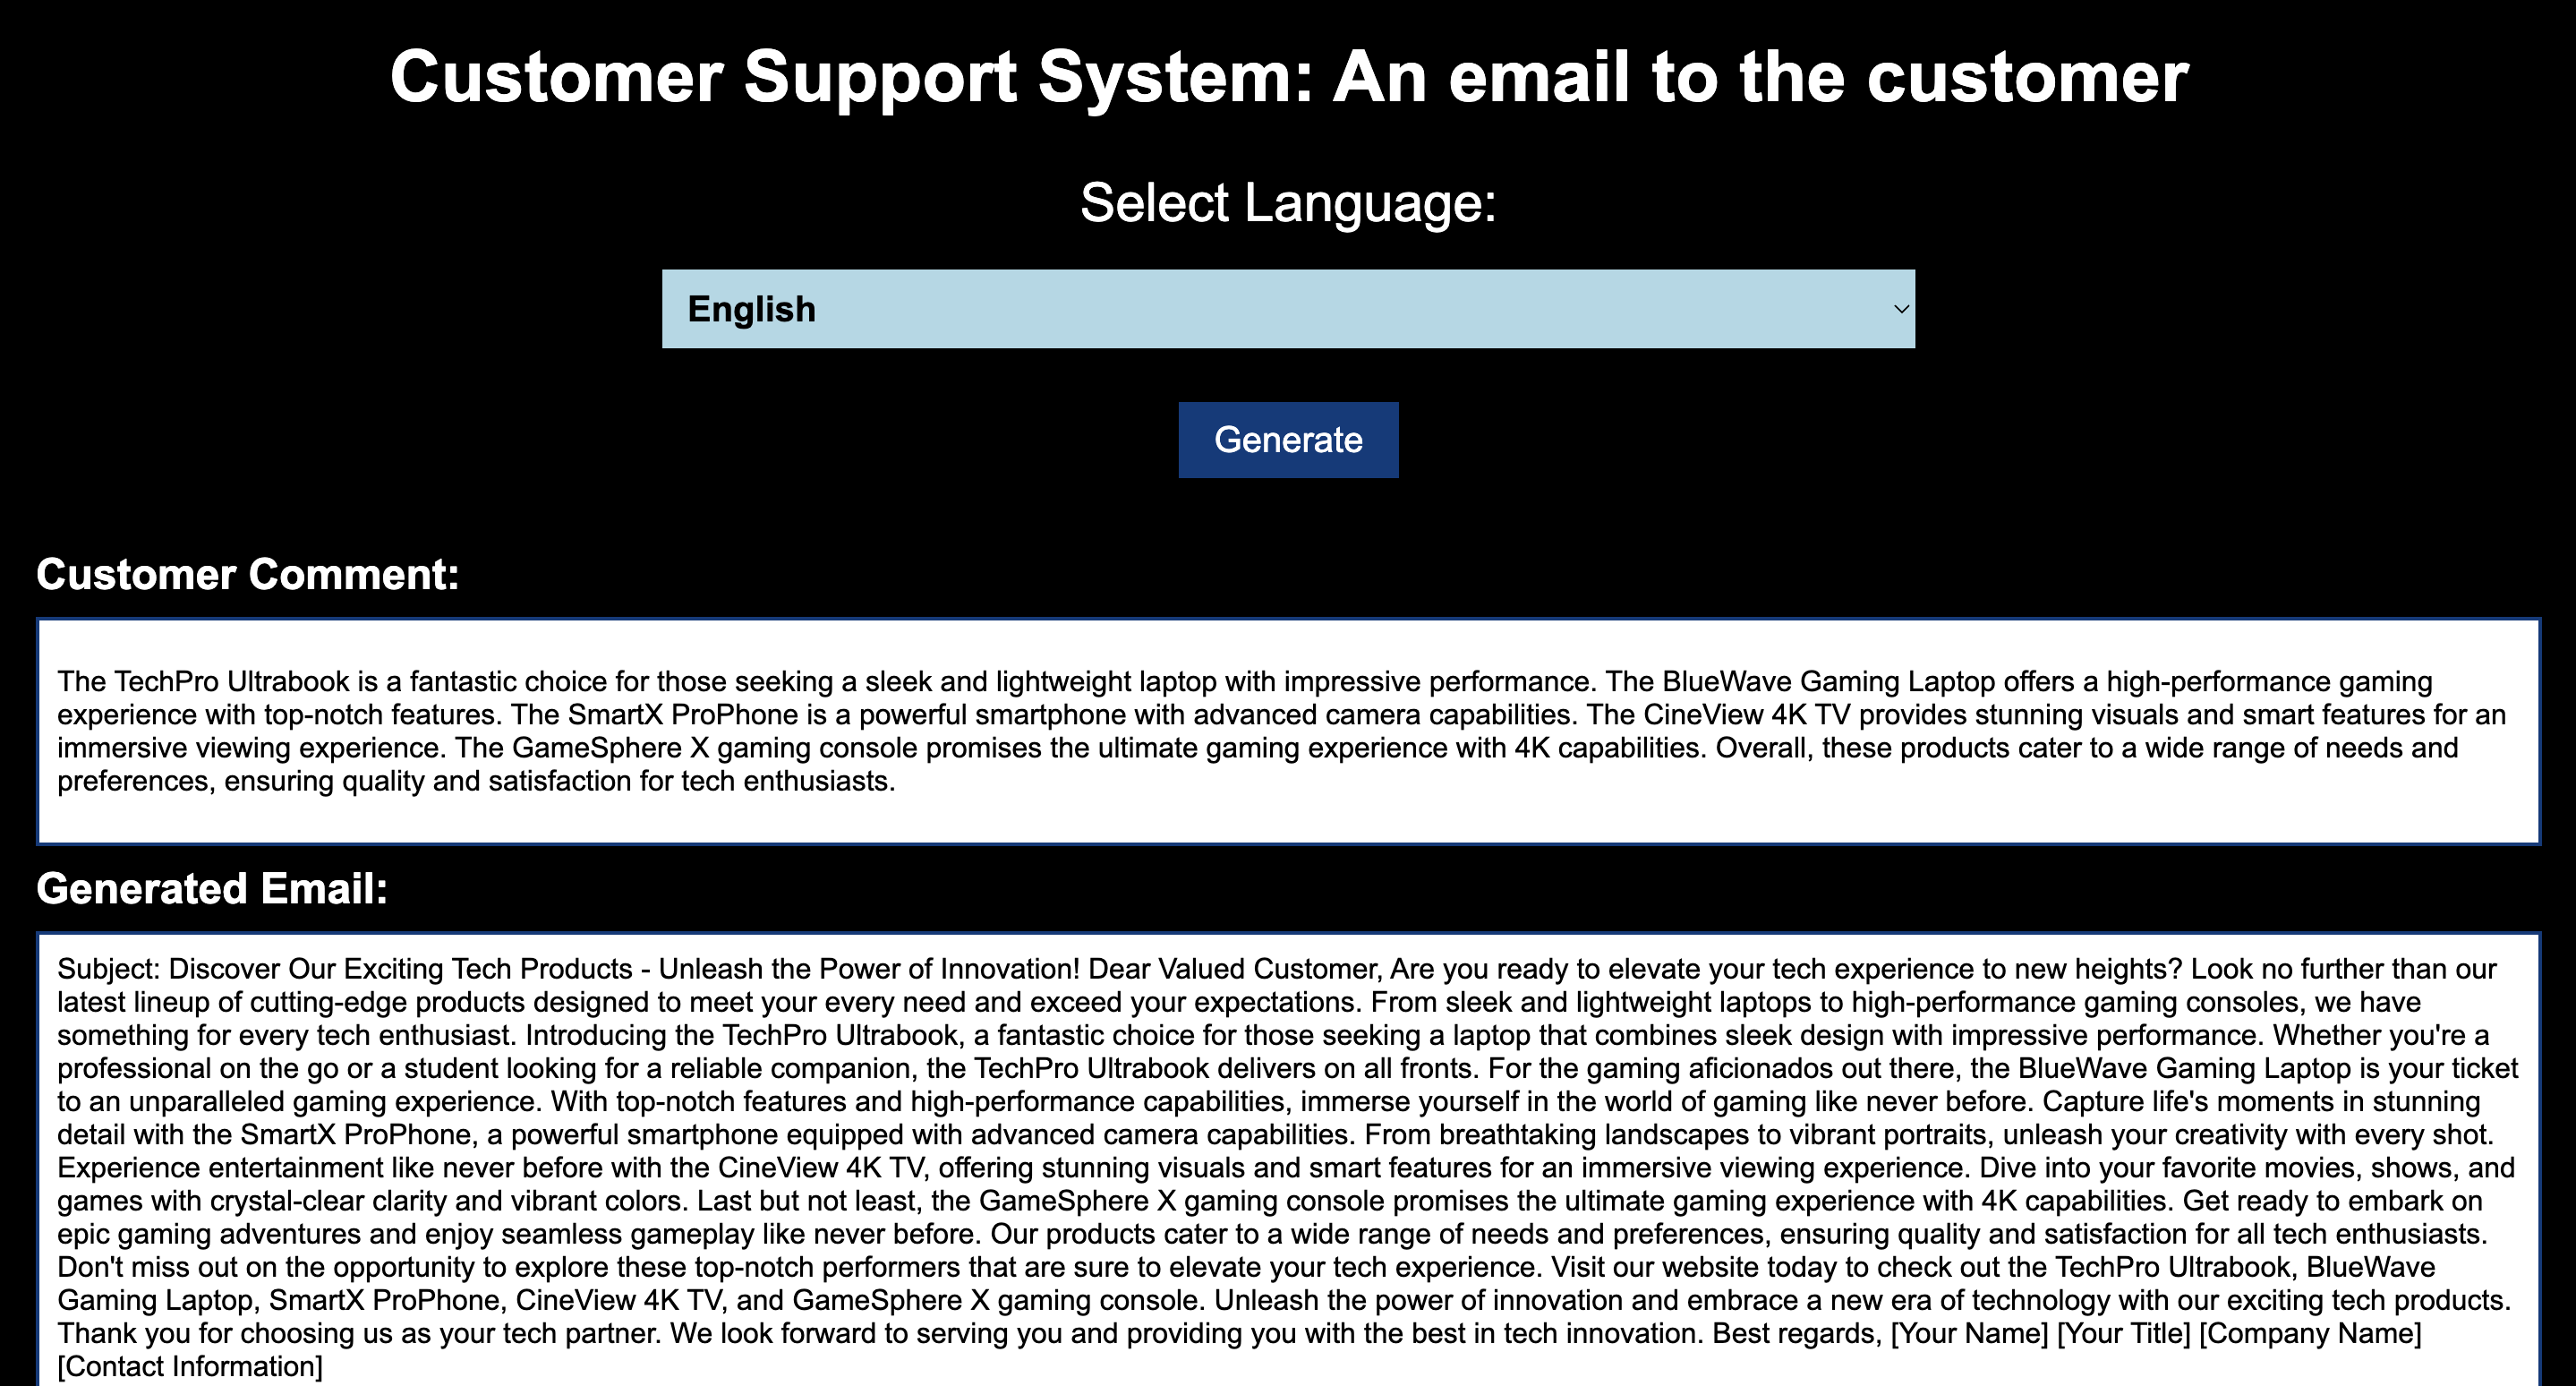 Customer Support System: An email to the customer
Select Language:
English
Generate
Customer Comment:
The TechPro Ultrabook is a fantastic choice for those seeking a sleek and lightweight laptop with impressive performance. The BlueWave Gaming Laptop offers a high-performance gaming
experience with top-notch features. The SmartX ProPhone is a powerful smartphone with advanced camera capabilities. The CineView 4K TV provides stunning visuals and smart features for an
immersive viewing experience. The GameSphere X gaming console promises the ultimate gaming experience with 4K capabilities. Overall, these products cater to a wide range of needs and
preferences, ensuring quality and satisfaction for tech enthusiasts.
Generated Email:
Subject: Discover Our Exciting Tech Products - Unleash the Power of Innovation! Dear Valued Customer, Are you ready to elevate your tech experience to new heights? Look no further than our
latest lineup of cutting-edge products designed to meet your every need and exceed your expectations. From sleek and lightweight laptops to high-performance gaming consoles, we have
something for every tech enthusiast. Introducing the TechPro Ultrabook, a fantastic choice for those seeking a laptop that combines sleek design with impressive performance. Whether you're a
professional on the go or a student looking for a reliable companion, the TechPro Ultrabook delivers on all fronts. For the gaming aficionados out there, the BlueWave Gaming Laptop is your ticket
to an unparalleled gaming experience. With top-notch features and high-performance capabilities, immerse yourself in the world of gaming like never before. Capture life's moments in stunning
detail with the SmartX ProPhone, a powerful smartphone equipped with advanced camera capabilities. From breathtaking landscapes to vibrant portraits, unleash your creativity with every shot.
Experience entertainment like never before with the CineView 4K TV, offering stunning visuals and smart features for an immersive viewing experience. Dive into your favorite movies, shows, and
games with crystal-clear clarity and vibrant colors. Last but not least, the GameSphere X gaming console promises the ultimate gaming experience with 4K capabilities. Get ready to embark on
epic gaming adventures and enjoy seamless gameplay like never before. Our products cater to a wide range of needs and preferences, ensuring quality and satisfaction for all tech enthusiasts.
Don't miss out on the opportunity to explore these top-notch performers that are sure to elevate your tech experience. Visit our website today to check out the TechPro Ultrabook, BlueWave
Gaming Laptop, SmartX ProPhone, CineView 4K TV, and GameSphere X gaming console. Unleash the power of innovation and embrace a new era of technology with our exciting tech products.
Thank you for choosing us as your tech partner. We look forward to serving you and providing you with the best in tech innovation. Best regards, [Your Name] [Your Title] [Company Name]
[Contact Information]